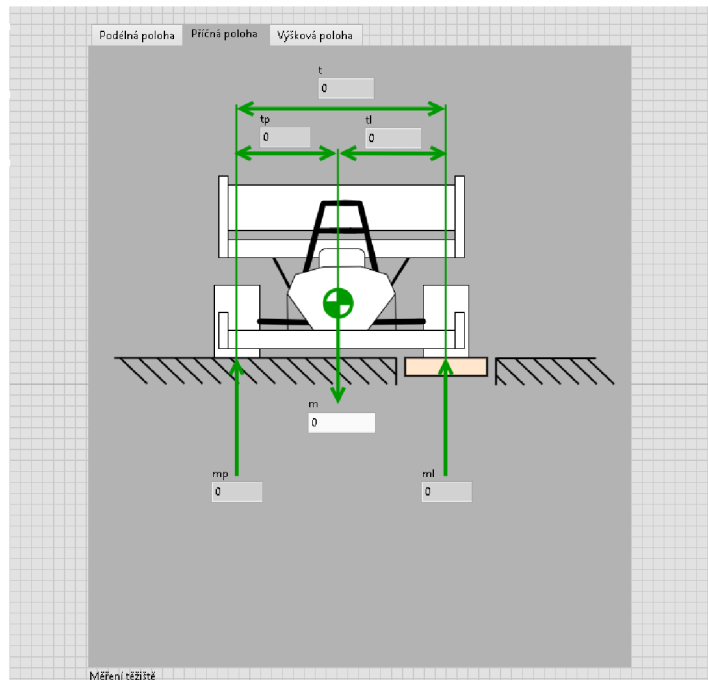 Podélná poloha Příčná poloha Výšková poloha
t
0
tp tl
0 0
m
0
mp ml
0 0
Měření těžiště